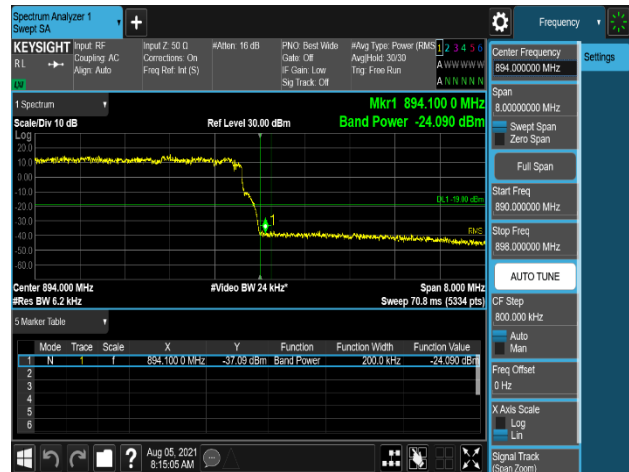 Spectrum Analyzer 1
Swept SA
+
Frequency
KEYSIGHT
Input: RF
Input Z: 50 Ω
#Atten: 16 dB
PNO: Best Wide
#Avg Type: Power (RMS
1 2 3 4 5 6
RL
Coupling: AC
Corrections: On
Gate: Off
Avg|Hold: 30/30
A W W W W W
Align: Auto
Freq Ref: Int (S)
IF Gain: Low
Trig: Free Run
Sig Track: Off
A N N N N N
LXI
1 Spectrum
Mkr1 894.100 0 MHz
Scale/Div 10 dB
Ref Level 30.00 dBm
Band Power -24.090 dBm
Log
20.0
10.0
0.00
-10.0
DL1 -19.00 dBm
-20.0
1
-30.0
RMS
-40.0
-50.0
-60.0
Center 894.000 MHz
#Video BW 24 kHz*
Span 8.000 MHz
#Res BW 6.2 kHz
Sweep 70.8 ms (5334 pts)
5 Marker Table
Mode Trace Scale X Y Function Function Width Function Value
1 N 1 f 894.100 0 MHz -37.09 dBm Band Power 200.0 kHz -24.090 dBm
2
3
4
5
6
Aug 05, 2021
8:15:05 AM
?
Center Frequency
894.000000 MHz
Settings
Span
8.00000000 MHz
Swept Span
Zero Span
Full Span
Start Freq
890.000000 MHz
Stop Freq
898.000000 MHz
AUTO TUNE
CF Step
800.000 kHz
Auto
Man
Freq Offset
0 Hz
X Axis Scale
Log
Lin
Signal Track
(Span Zoom)